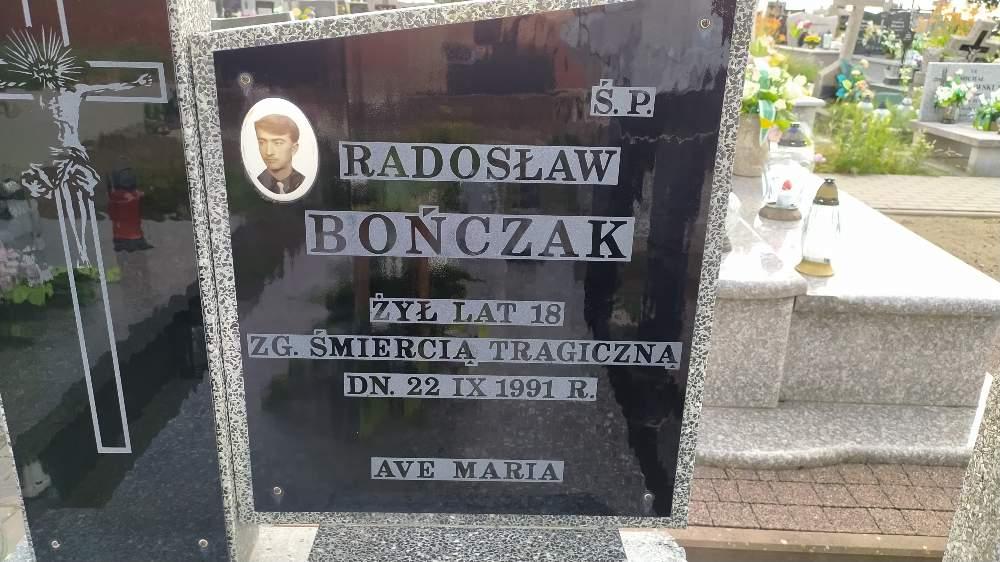 Ś. P.
RADOSŁAW
BOŃCZAK
ŻYŁ LAT 18
ZG. ŚMIERCIĄ TRAGICZNĄ
DN. 22 IX 1991 R.
AVE MARIA